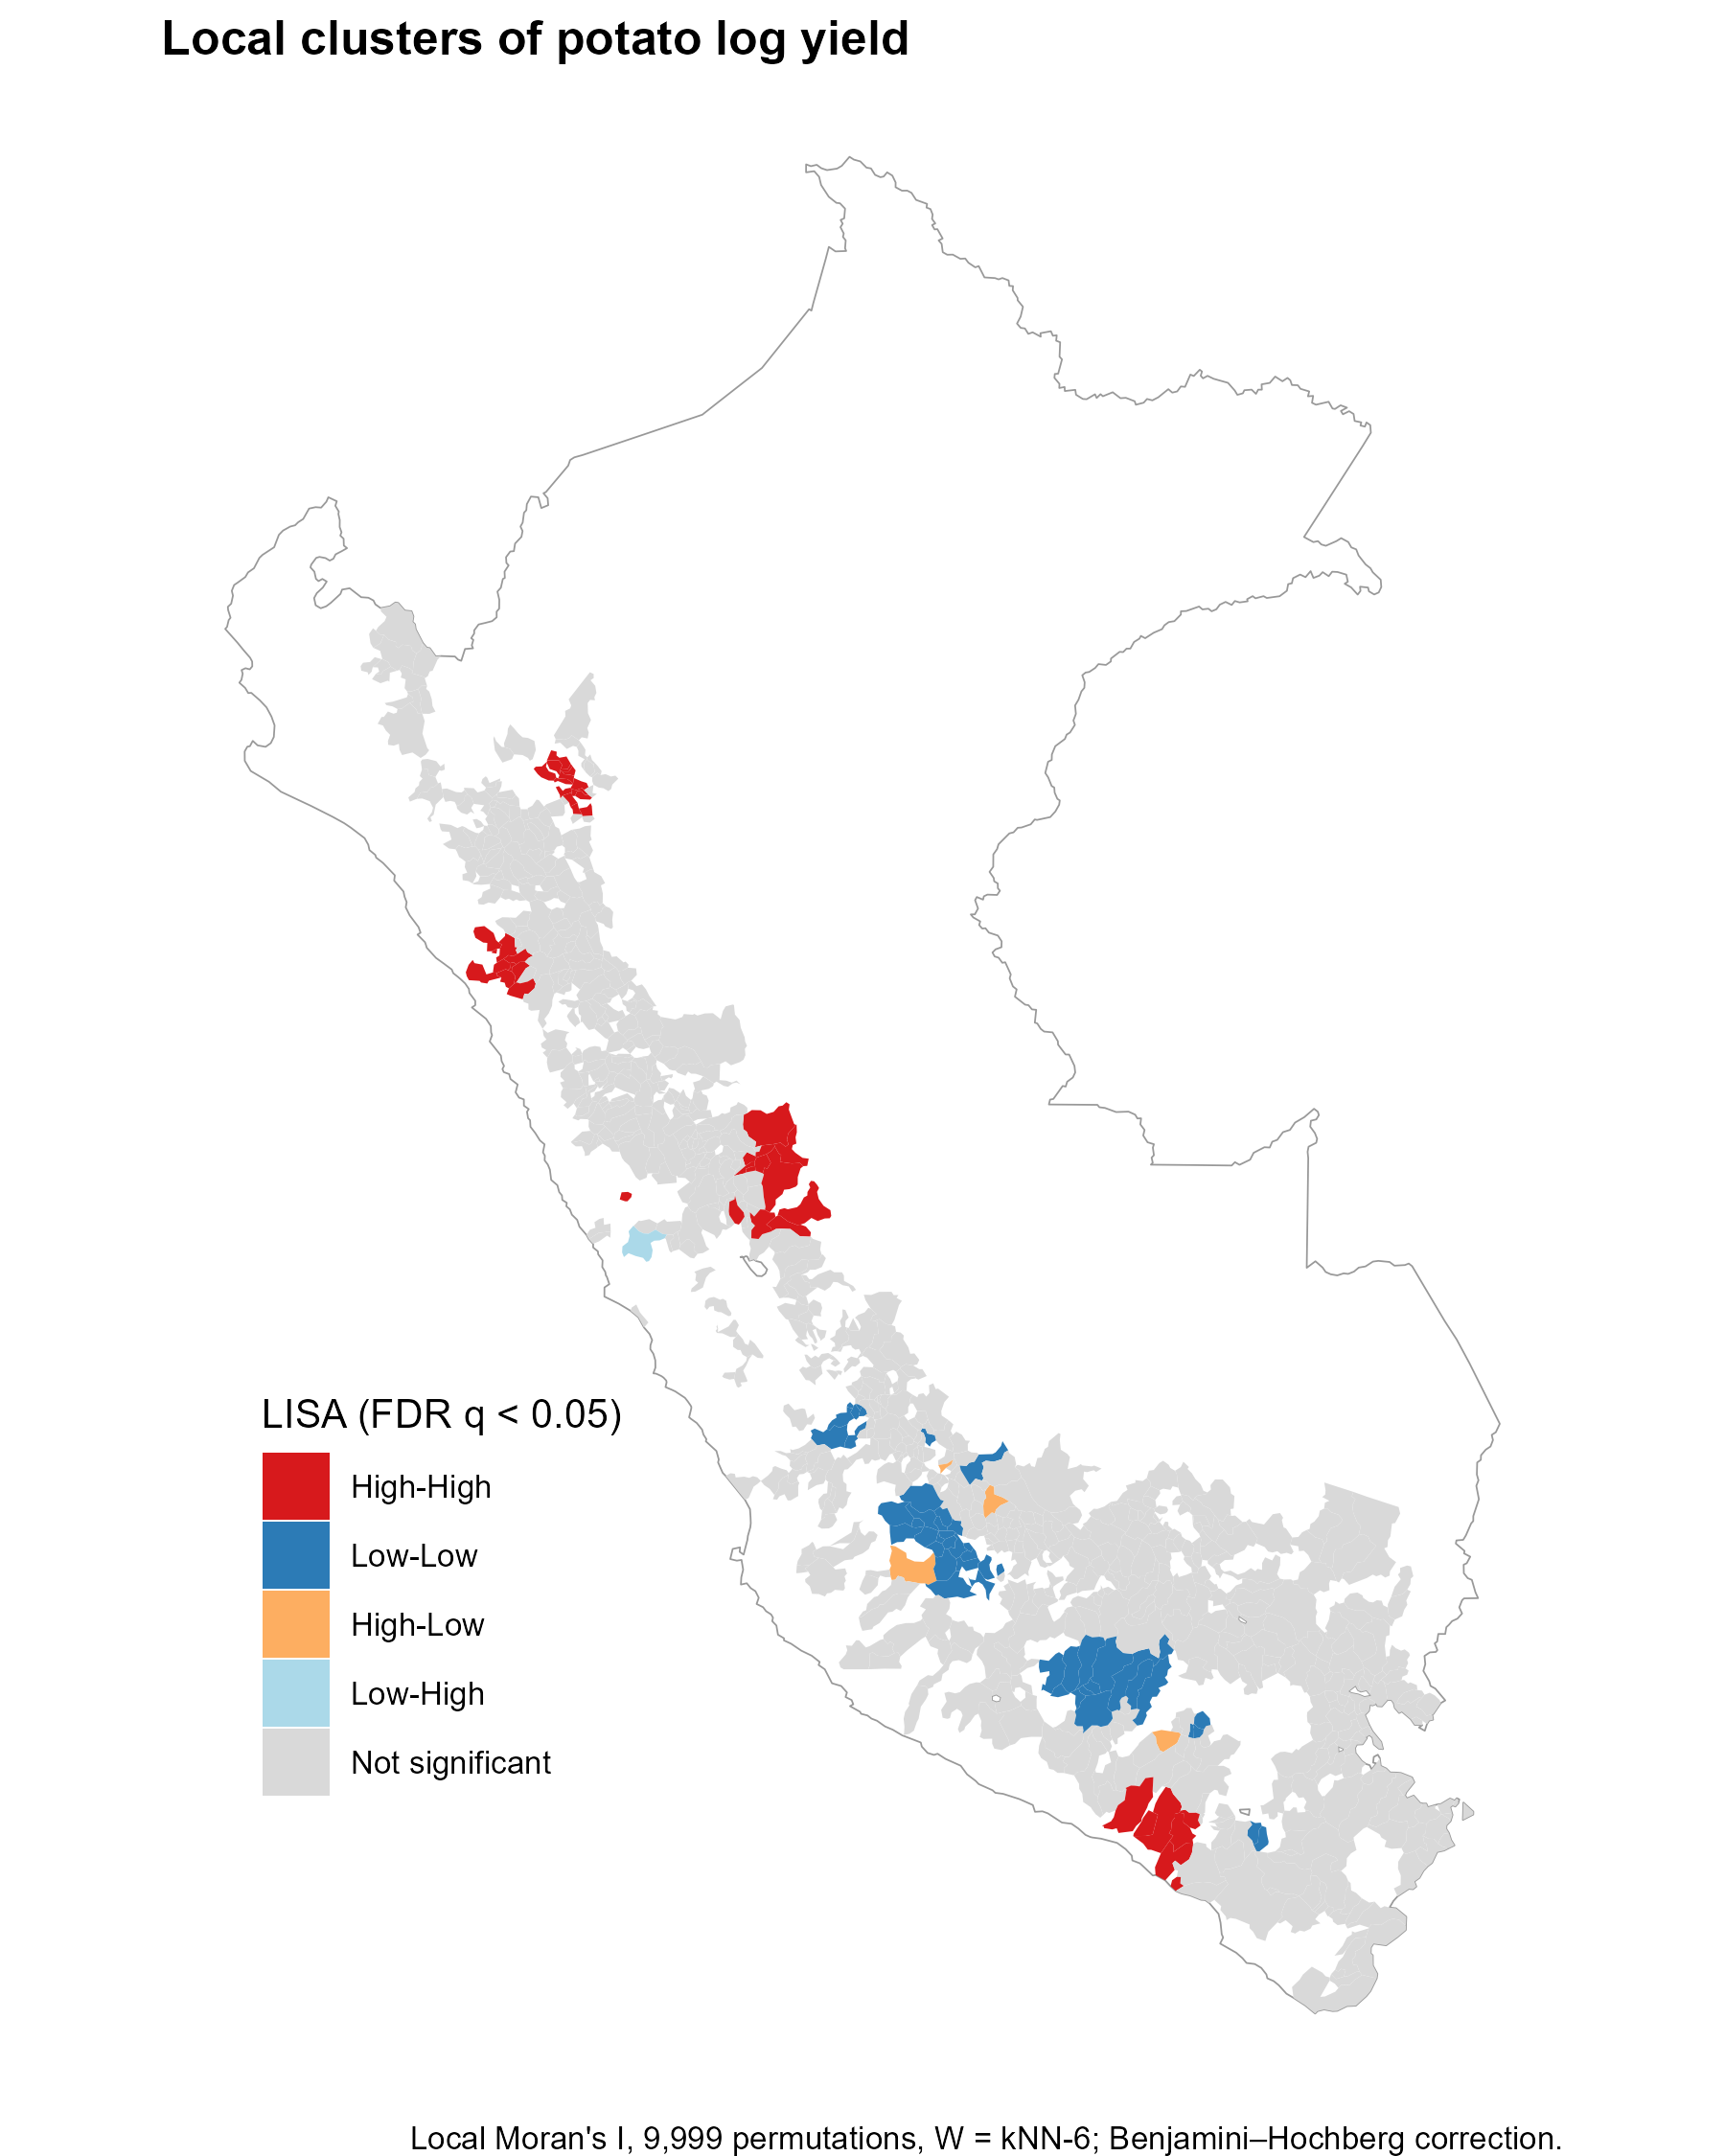 Local clusters of potato log yield
LISA (FDR q < 0.05)
High-High
Low-Low
High-Low
Low-High
Not significant
Local Moran's I, 9,999 permutations, W = kNN-6; Benjamini–Hochberg correction.